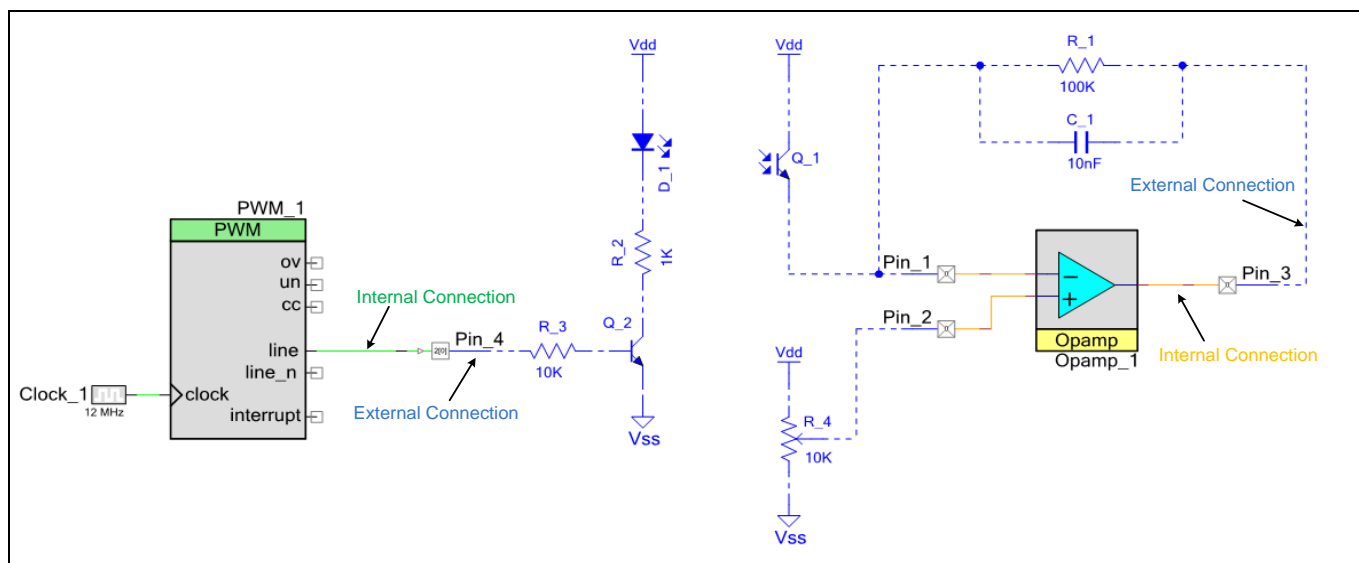 PWM_1
PWM
ov
un
cc
line
line_n
clock
interrupt
Clock_1
12 MHz
Internal Connection
2[0]
Pin_4
External Connection
R_3
10K
Vdd
D_1
R_2
1K
Q_2
Vss
Vdd
Q_1
R_1
100K
C_1
10nF
External Connection
Pin_1
Pin_2
Opamp
Opamp_1
Pin_3
Internal Connection
Vdd
R_4
10K
Vss